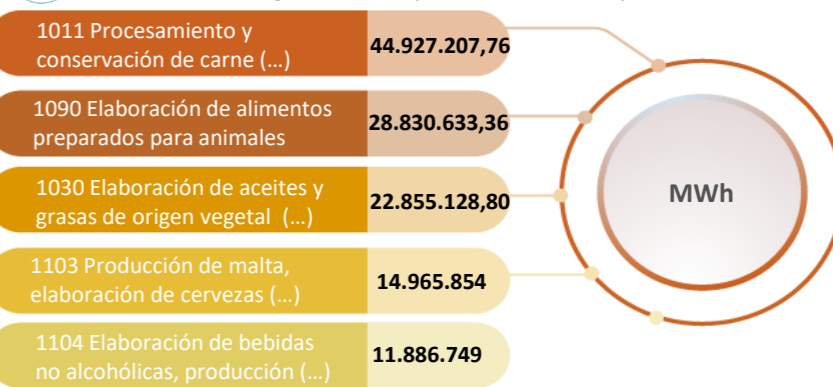 1011 Procesamiento y
conservación de carne (...)
44.927.207,76
1090 Elaboración de alimentos
preparados para animales
28.830.633,36
1030 Elaboración de aceites y
grasas de origen vegetal (...)
22.855.128,80
1103 Producción de malta,
elaboración de cervezas (...)
14.965.854
1104 Elaboración de bebidas
no alcohólicas, producción (...)
11.886.749
MWh